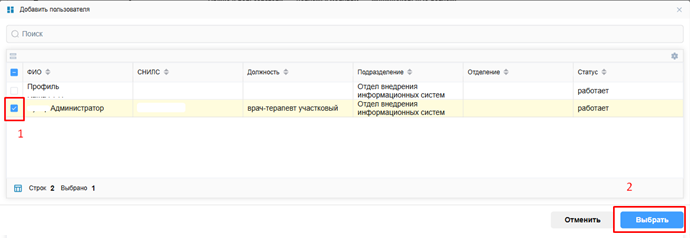 Добавить пользователя
Поиск
ФИО СНИЛС Должность Подразделение Отделение Статус
Профиль Отдел внедрения информационных систем работает
Администратор врач-терапевт участковый Отдел внедрения информационных систем работает
1
Строк 2 Выбрано 1
2
Отменить Выбрать